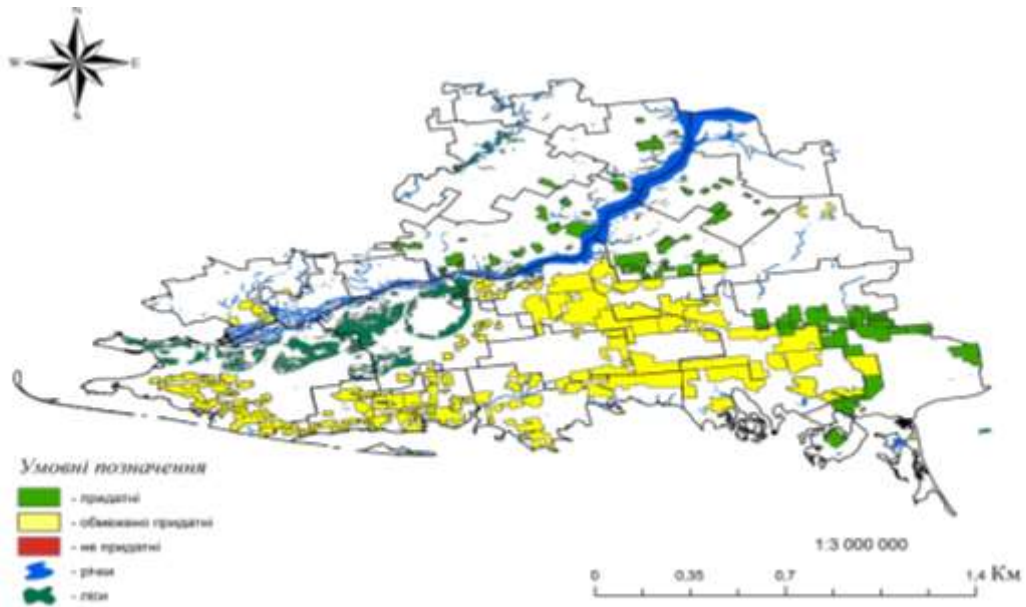 N
W E
S
Умовні позначення
- придатні
- обмежано придатні
- не придатні
- річки
- ліси
1:3 000 000
0 0,35 0,7 1,4 Км